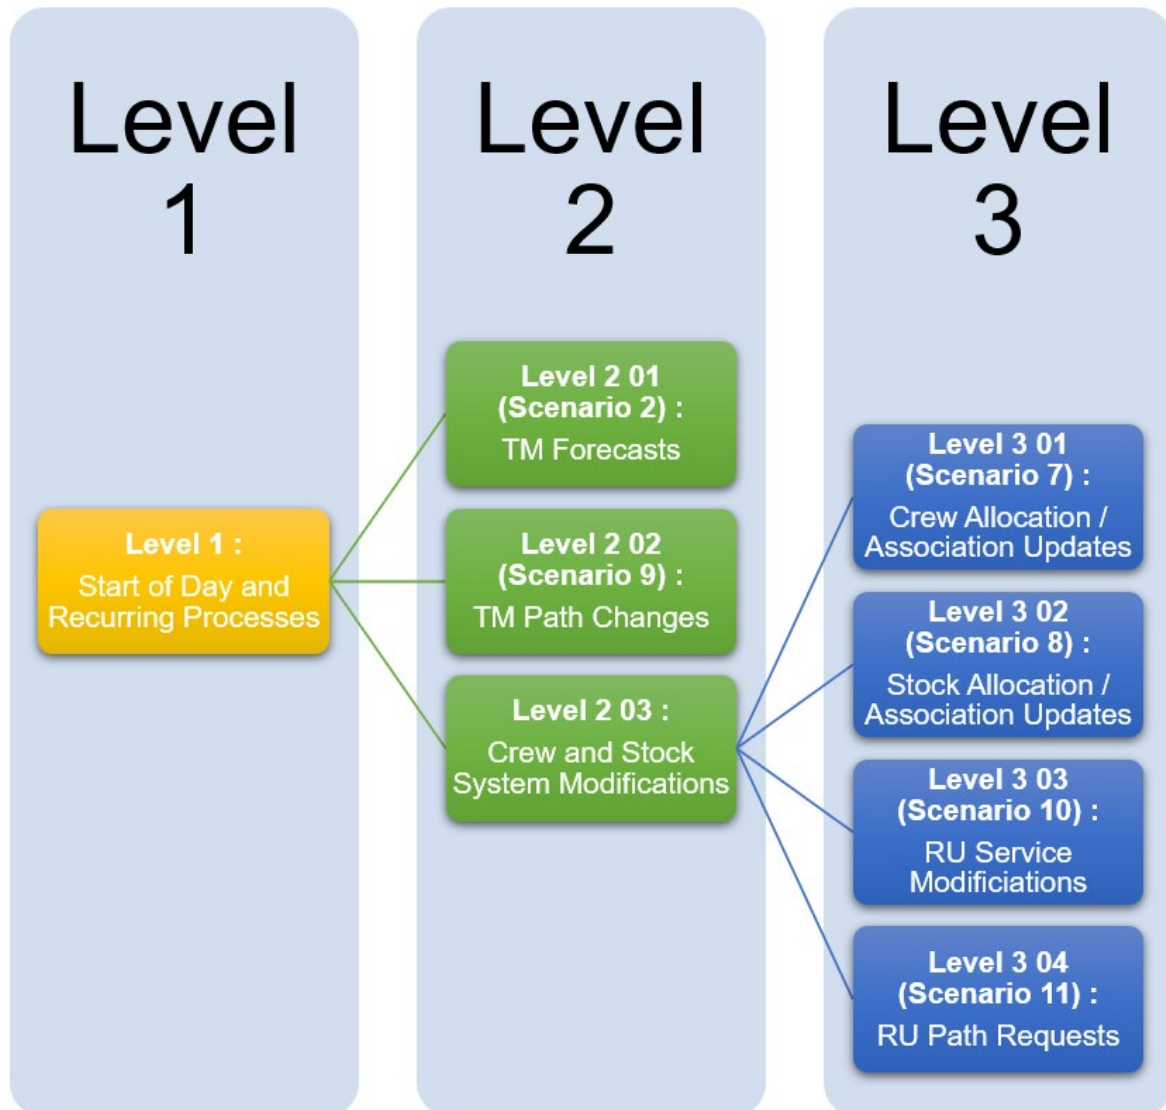 Level
1
Level
2
Level
3
Level 1 :
Start of Day and
Recurring Processes
Level 2 01
(Scenario 2) :
TM Forecasts
Level 2 02
(Scenario 9) :
TM Path Changes
Level 2 03 :
Crew and Stock
System Modifications
Level 3 01
(Scenario 7) :
Crew Allocation /
Association Updates
Level 3 02
(Scenario 8) :
Stock Allocation /
Association Updates
Level 3 03
(Scenario 10) :
RU Service
Modificiations
Level 3 04
(Scenario 11) :
RU Path Requests